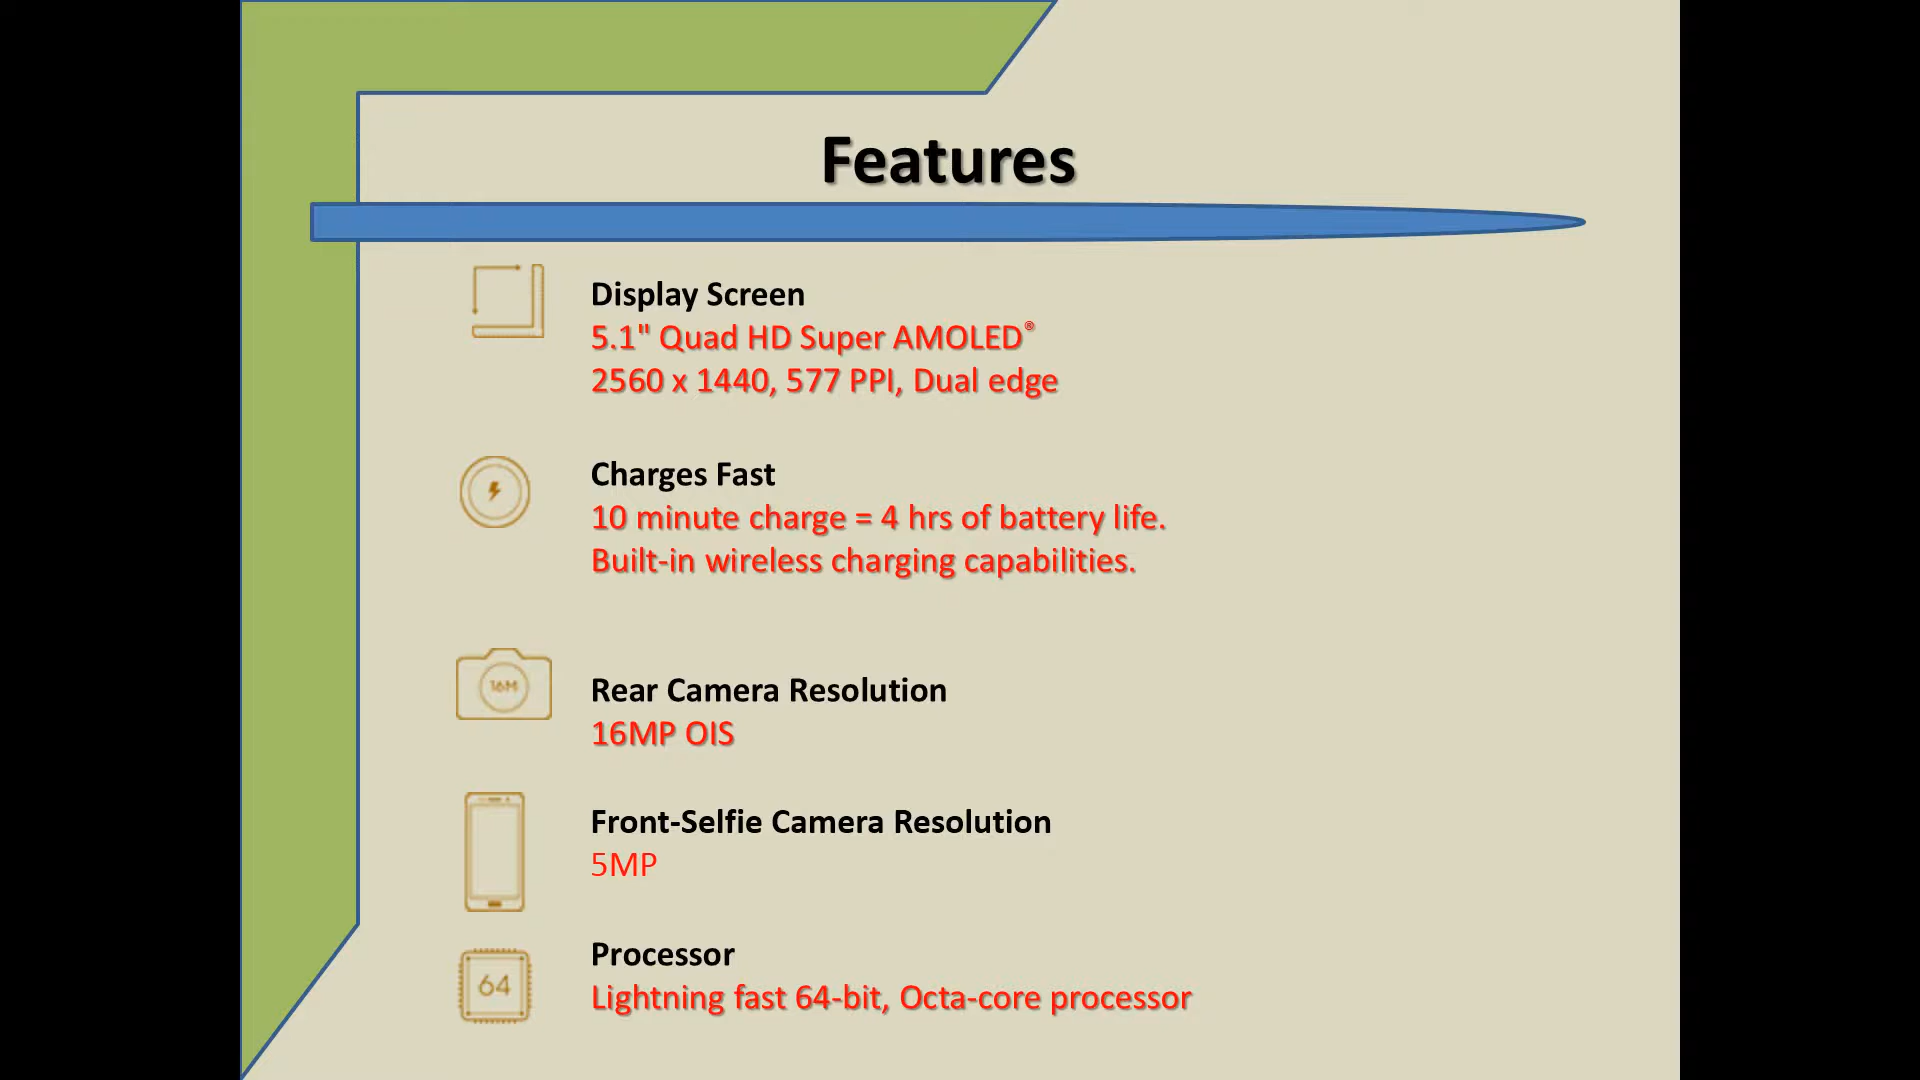 Features
Display Screen
5.1" Quad HD Super AMOLED®
2560 x 1440, 577 PPI, Dual edge
Charges Fast
10 minute charge = 4 hrs of battery life.
Built-in wireless charging capabilities.
16M
Rear Camera Resolution
16MP OIS
Front-Selfie Camera Resolution
5MP
Processor
64
Lightning fast 64-bit, Octa-core processor